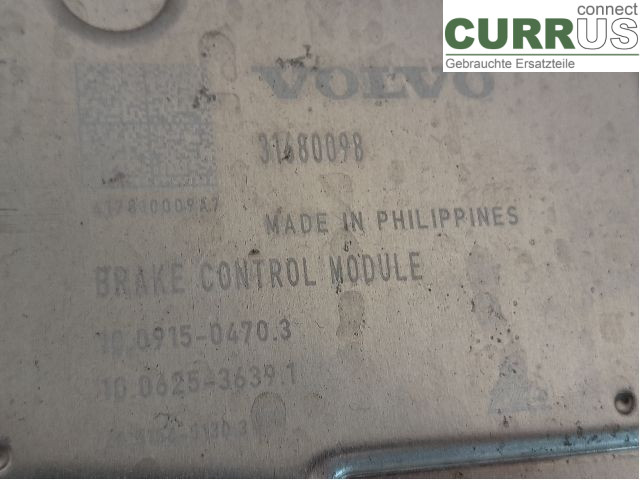 connect
CURRUS
Gebrauchte Ersatzteile
VOLVO
31480098
MADE IN PHILIPPINES
BRAKE CONTROL MODULE
10.0915-0470.3
10.0625-3639.1